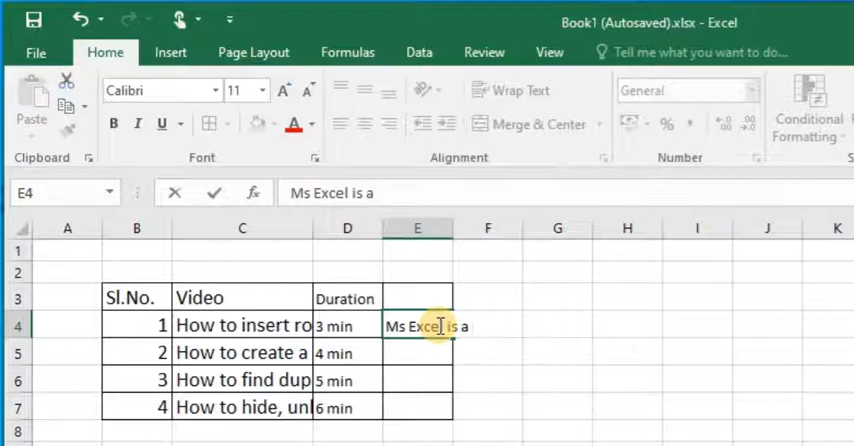 Book1 (Autosaved).xlsx - Excel
File Home Insert Page Layout Formulas Data Review View Tell me what you want to do...
Calibri 11 A A Wrap Text General
Paste B I U A Merge & Center % Conditional
Formatting
Clipboard Font Alignment Number
E4 fx Ms Excel is a
A B C D E F G H I J K
1
2
3 Sl.No. Video Duration
4 1 How to insert ro 3 min Ms Excel is a
5 2 How to create a 4 min
6 3 How to find dup 5 min
7 4 How to hide, unl 6 min
8